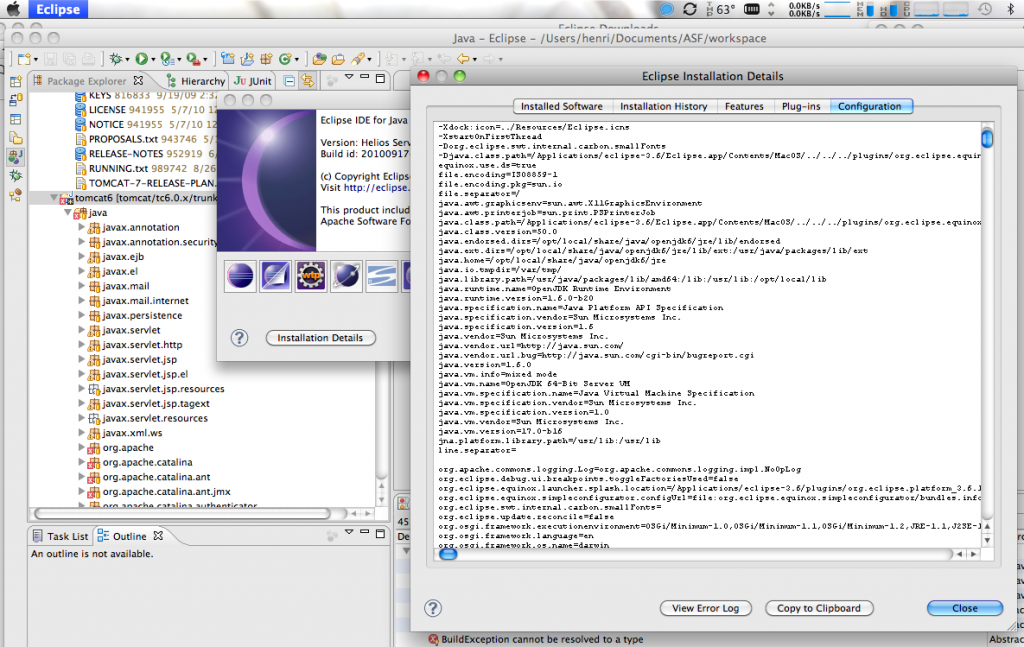 Eclipse
63°
0.0KB/s
0.0KB/s
Java - Eclipse - /Users/henri/Documents/ASF/workspace
Package Explorer
Hierarchy
JUnit
KEYS 816833 9/19/09 2:3
LICENSE 941955 5/7/10 12
NOTICE 941955 5/7/10 12
PROPOSALS.txt 943746 5/
RELEASE-NOTES 952919 6
RUNNING.txt 989742 8/26
TOMCAT-7-RELEASE-PLAN.
tomcat6 [tomcat/tc6.0.x/trunk
java
javax.annotation
javax.annotation.security
javax.ejb
javax.el
javax.mail
javax.mail.internet
javax.persistence
javax.servlet
javax.servlet.http
javax.servlet.jsp
javax.servlet.jsp.el
javax.servlet.jsp.resources
javax.servlet.jsp.tagext
javax.servlet.resources
javax.xml.ws
org.apache
org.apache.catalina
org.apache.catalina.ant
org.apache.catalina.ant.jmx
org.apache.catalina.authenticator
Task List
Outline
An outline is not available.
Eclipse IDE for Java
Version: Helios Serv
Build id: 20100917
(c) Copyright Eclips
Visit http://eclipse.
This product includ
Apache Software Fo
wtp
Installation Details
Eclipse Installation Details
Installed Software
Installation History
Features
Plug-ins
Configuration
-Xdock:icon=../Resources/Eclipse.icns
-XstartOnFirstThread
-Dorg.eclipse.swt.internal.carbon.smallFonts
-Djava.class.path=/Applications/eclipse-3.6/Eclipse.app/Contents/MacOS/../../../plugins/org.eclipse.equin
equinox.use.ds=true
file.encoding=ISO8859-1
file.encoding.pkg=sun.io
file.separator=/
java.awt.graphicsenv=sun.awt.X11GraphicsEnvironment
java.awt.printerjob=sun.print.PSPrinterJob
java.class.path=/Applications/eclipse-3.6/Eclipse.app/Contents/MacOS/../../../plugins/org.eclipse.equinox
java.class.version=50.0
java.endorsed.dirs=/opt/local/share/java/openjdk6/jre/lib/endorsed
java.ext.dirs=/opt/local/share/java/openjdk6/jre/lib/ext:/usr/java/packages/lib/ext
java.home=/opt/local/share/java/openjdk6/jre
java.io.tmpdir=/var/tmp/
java.library.path=/usr/java/packages/lib/amd64:/lib:/usr/lib:/opt/local/lib
java.runtime.name=OpenJDK Runtime Environment
java.runtime.version=1.6.0-b20
java.specification.name=Java Platform API Specification
java.specification.vendor=Sun Microsystems Inc.
java.specification.version=1.6
java.vendor=Sun Microsystems Inc.
java.vendor.url=http://java.sun.com/
java.vendor.url.bug=http://java.sun.com/cgi-bin/bugreport.cgi
java.version=1.6.0
java.vm.info=mixed mode
java.vm.name=OpenJDK 64-Bit Server VM
java.vm.specification.name=Java Virtual Machine Specification
java.vm.specification.vendor=Sun Microsystems Inc.
java.vm.specification.version=1.0
java.vm.vendor=Sun Microsystems Inc.
java.vm.version=17.0-b16
jna.platform.library.path=/usr/lib:/usr/lib
line.separator=
org.apache.commons.logging.Log=org.apache.commons.logging.impl.NoOpLog
org.eclipse.debug.ui.breakpoints.toggleFactoriesUsed=false
org.eclipse.equinox.launcher.splash.location=/Applications/eclipse-3.6/plugins/org.eclipse.platform_3.6.1
org.eclipse.equinox.simpleconfigurator.configUrl=file:org.eclipse.equinox.simpleconfigurator/bundles.info
org.eclipse.swt.internal.carbon.smallFonts=
org.eclipse.update.reconcile=false
org.osgi.framework.executionenvironment=OSGi/Minimum-1.0,OSGi/Minimum-1.1,OSGi/Minimum-1.2,JRE-1.1,J2SE-1
org.osgi.framework.language=en
org.osgi.framework.os.name=darwin
View Error Log
Copy to Clipboard
Close
BuildException cannot be resolved to a type
Abstrac